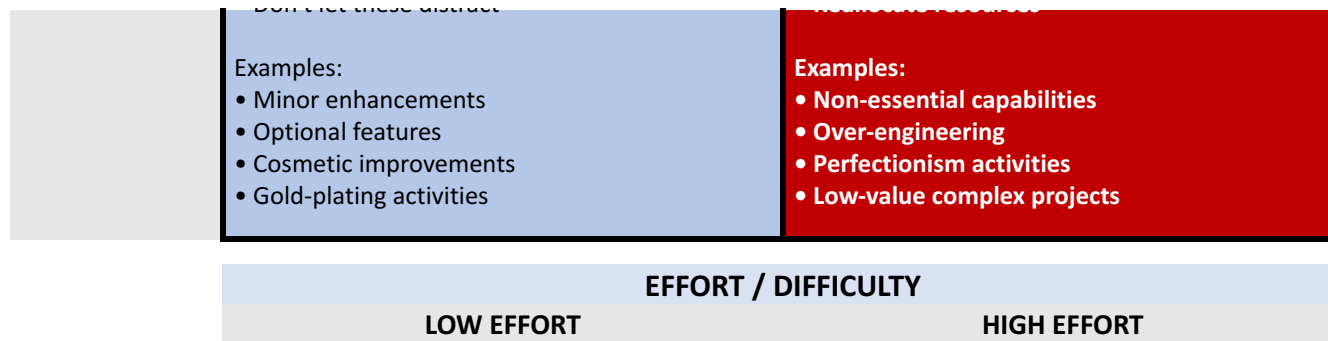 Examples:
• Minor enhancements
• Optional features
• Cosmetic improvements
• Gold-plating activities
Examples:
• Non-essential capabilities
• Over-engineering
• Perfectionism activities
• Low-value complex projects
EFFORT / DIFFICULTY
LOW EFFORT
HIGH EFFORT